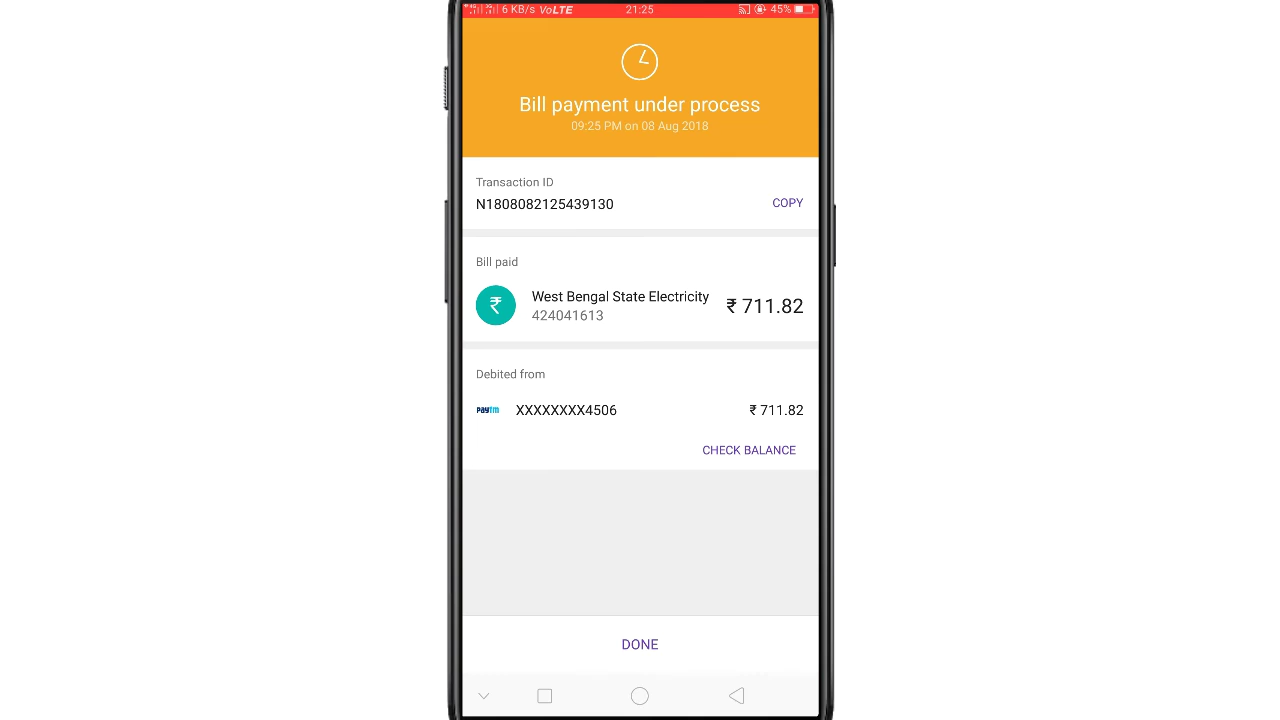 6 KB/s VoLTE 21:25 45%
Bill payment under process
09:25 PM on 08 Aug 2018
Transaction ID
N1808082125439130 COPY
Bill paid
West Bengal State Electricity ₹ 711.82
424041613
Debited from
paytm XXXXXXXX4506 ₹ 711.82
CHECK BALANCE
DONE